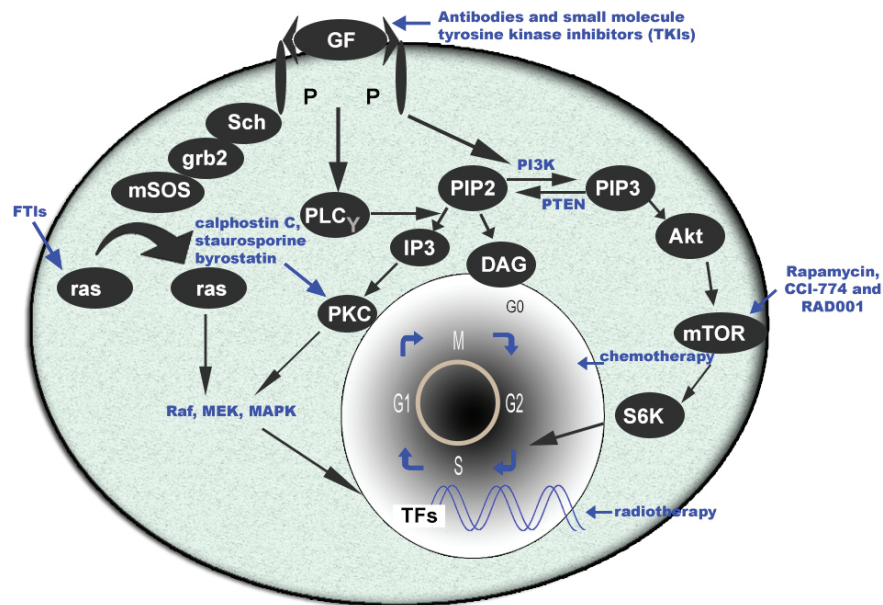 Antibodies and small molecule
tyrosine kinase inhibitors (TKIs)
GF
P P
Sch
grb2
mSOS
PI3K
PIP2
PIP3
PTEN
PLCγ
FTIs
calphostin C,
staurosporine
byrostatin
IP3
DAG
Akt
ras
ras
PKC
G0
Rapamycin,
CCI-774 and
RAD001
mTOR
M
chemotherapy
G1
G2
Raf, MEK, MAPK
S6K
S
TFs
radiotherapy